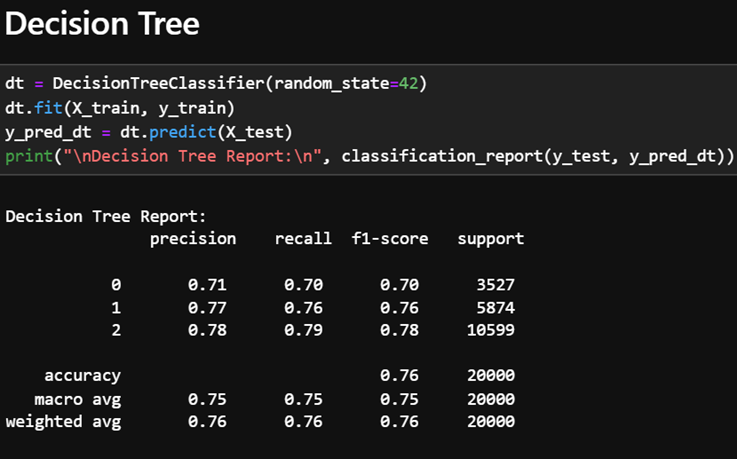 Decision Tree
dt = DecisionTreeClassifier(random_state=42)
dt.fit(X_train, y_train)
y_pred_dt = dt.predict(X_test)
print("\nDecision Tree Report:\n", classification_report(y_test, y_pred_dt))
Decision Tree Report:
precision recall f1-score support
0 0.71 0.70 0.70 3527
1 0.77 0.76 0.76 5874
2 0.78 0.79 0.78 10599
accuracy 0.76 20000
macro avg 0.75 0.75 0.75 20000
weighted avg 0.76 0.76 0.76 20000